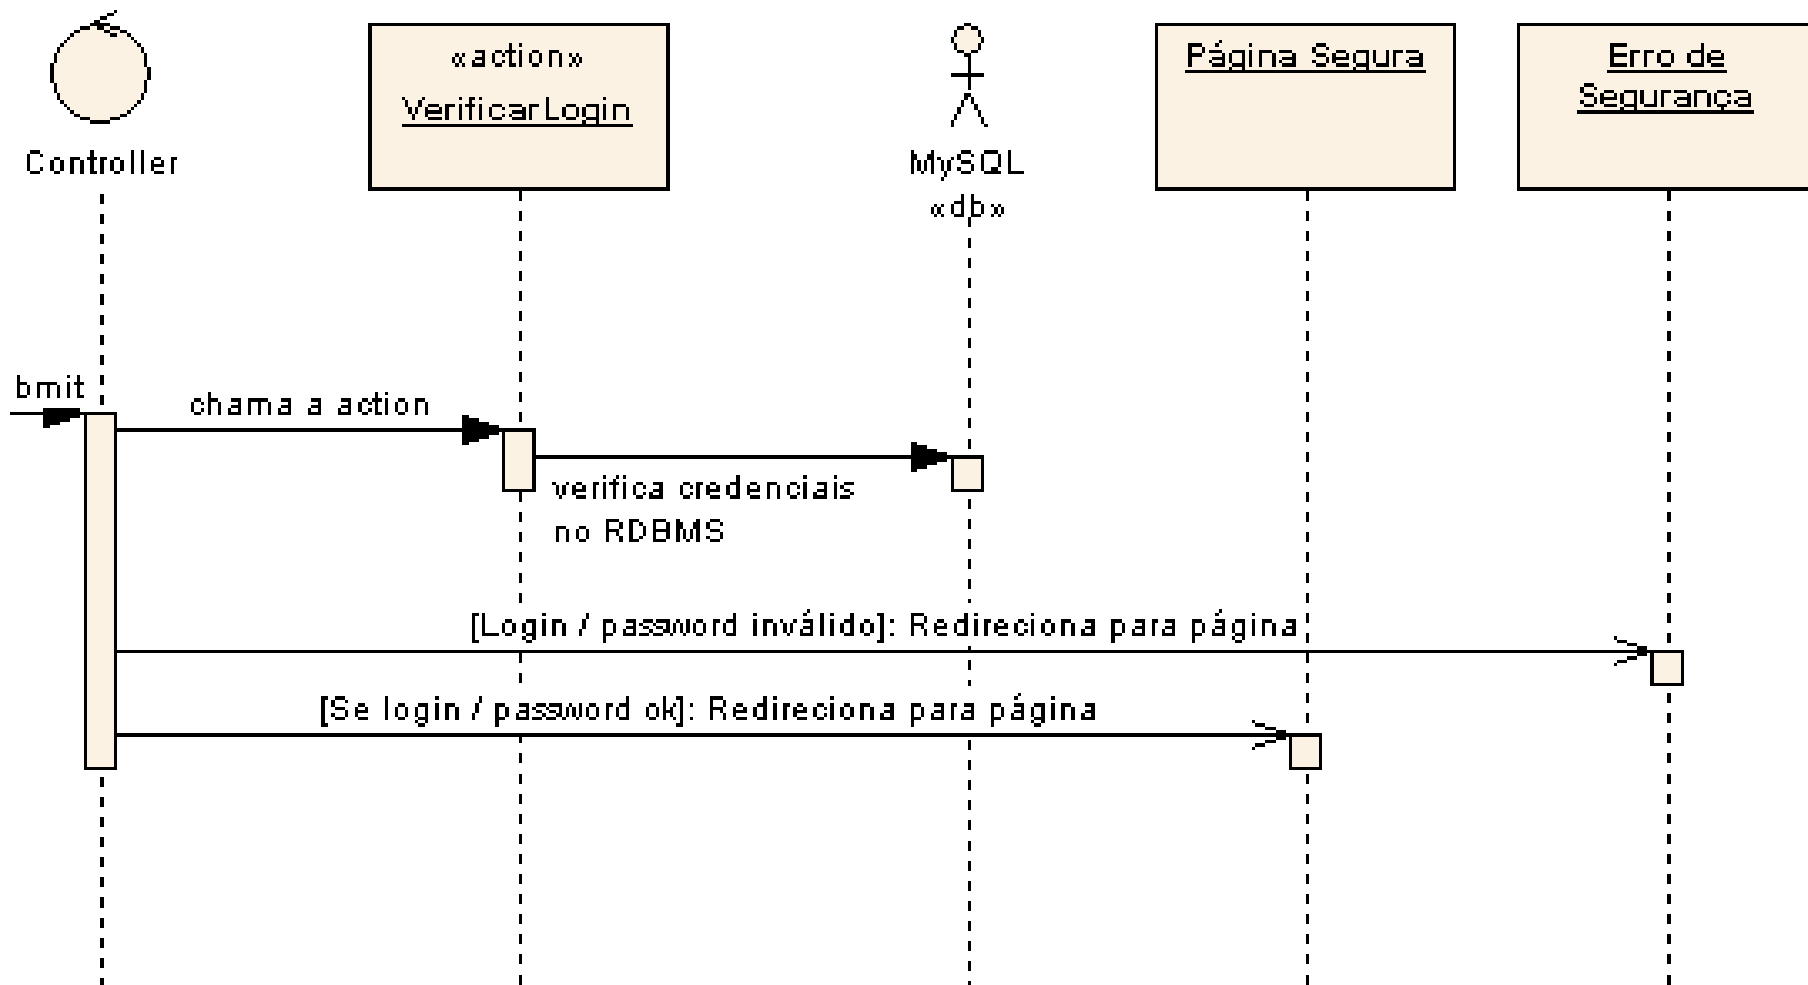 «action»
VerificarLogin
Controller
MySQL
«db»
Página Segura
Erro de
Segurança
bmit
chama a action
verifica credenciais
no RDBMS
[Login / password inválido]: Redireciona para página
[Se login / password ok]: Redireciona para página